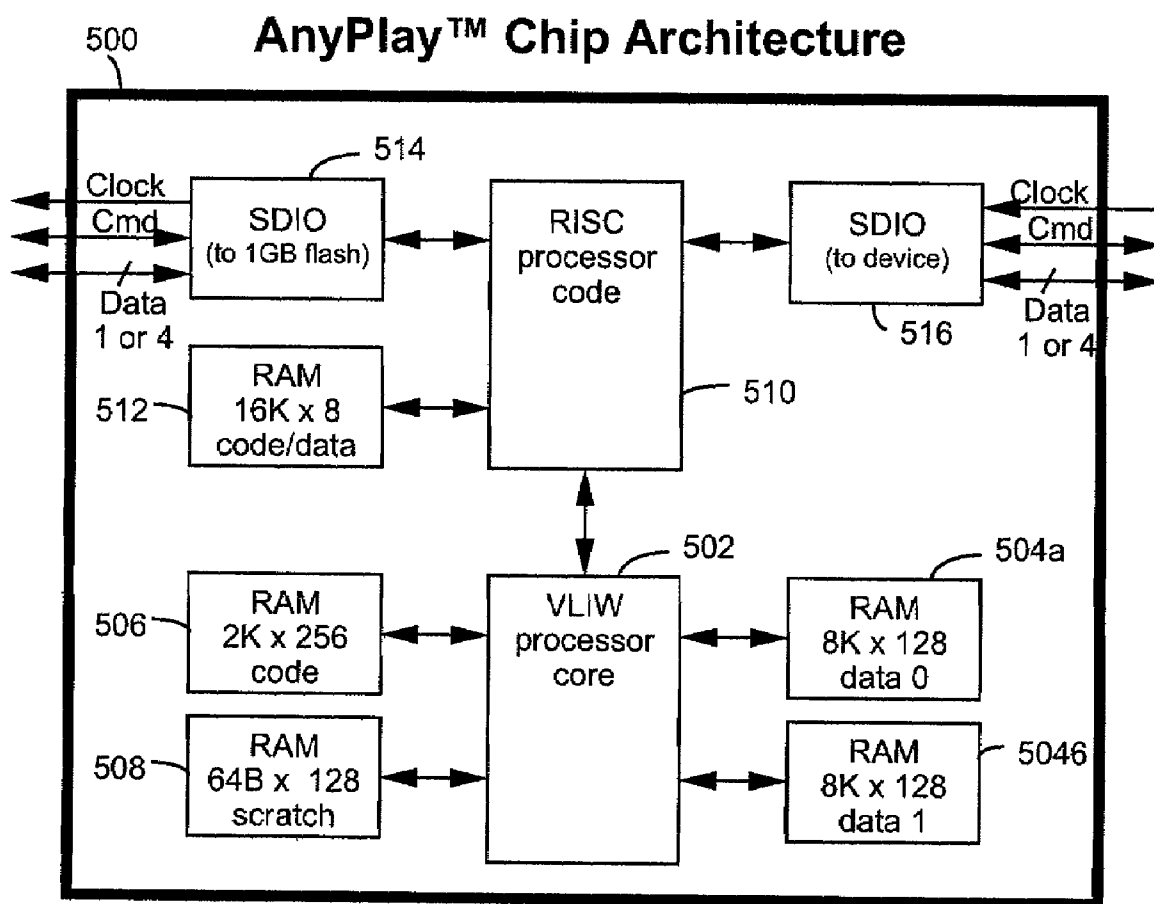 AnyPlay™ Chip Architecture
500
514
Clock
Cmd
Data
1 or 4
SDIO
(to 1GB flash)
RISC
processor
code
SDIO
(to device)
Clock
Cmd
Data
1 or 4
516
512
RAM
16K x 8
code/data
510
502
504a
506
RAM
2K x 256
code
VLIW
processor
core
RAM
8K x 128
data 0
508
RAM
64B x 128
scratch
RAM
8K x 128
data 1
5046